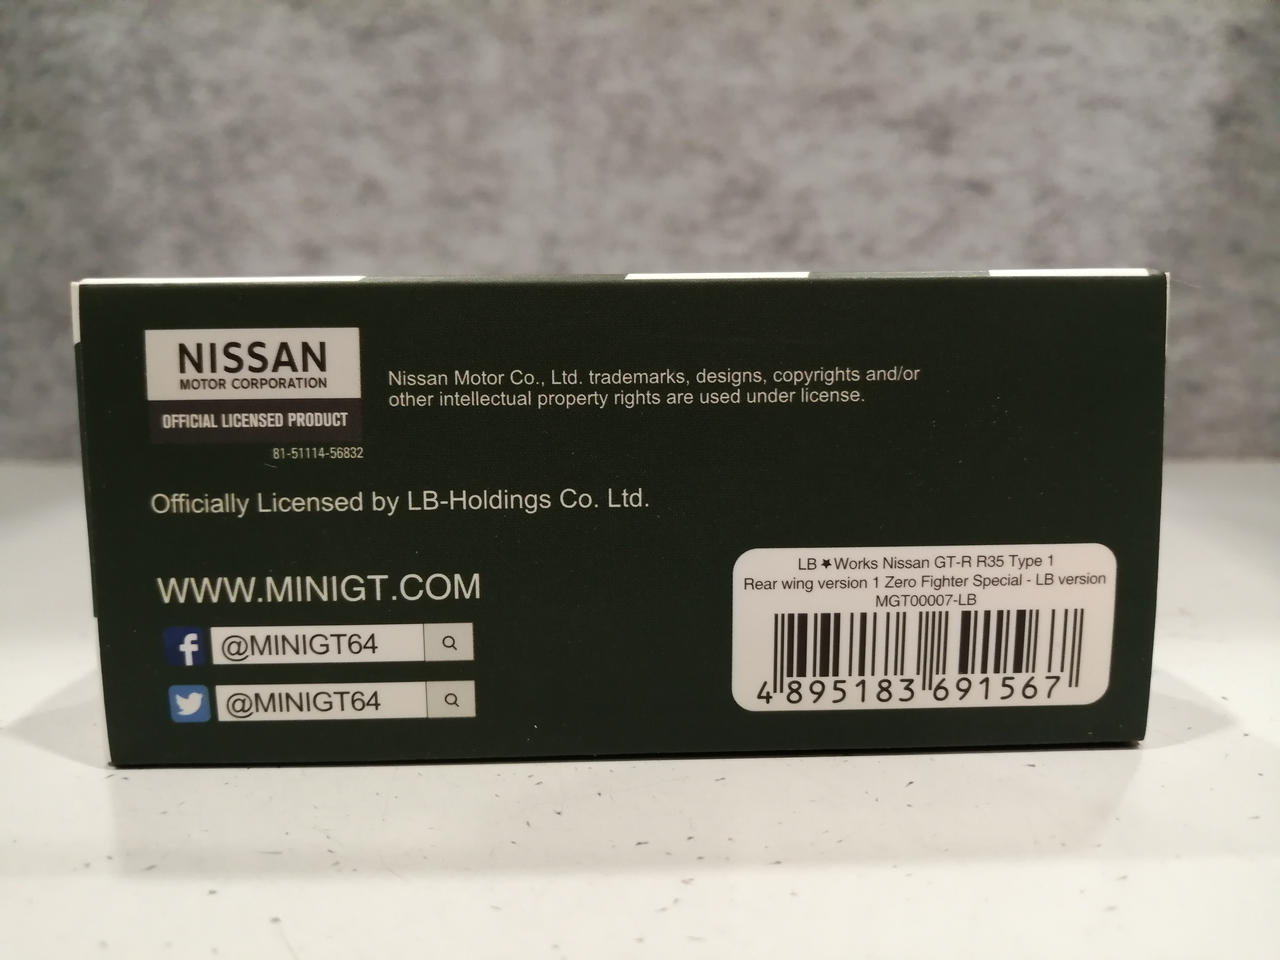 NISSAN
MOTOR CORPORATION
OFFICIAL LICENSED PRODUCT
81-51114-56832
Nissan Motor Co., Ltd. trademarks, designs, copyrights and/or
other intellectual property rights are used under license.
Officially Licensed by LB-Holdings Co. Ltd.
WWW.MINIGT.COM
@MINIGT64
@MINIGT64
LB★Works Nissan GT-R R35 Type 1
Rear wing version 1 Zero Fighter Special - LB version
MGT00007-LB
4 895183 691567